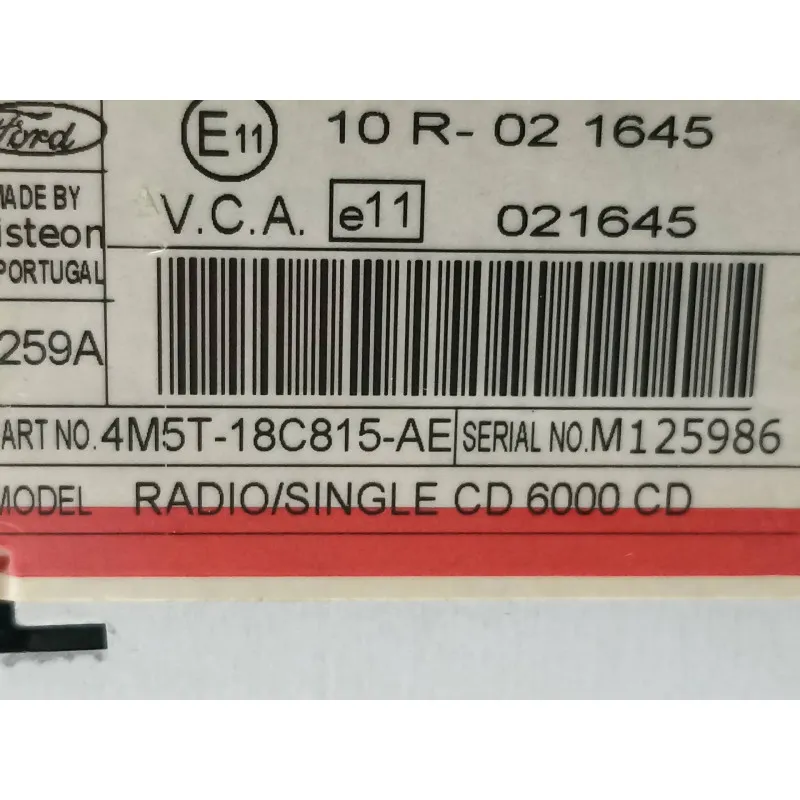 Ford
E11 10 R- 02 1645
MADE BY
isteon
PORTUGAL
V.C.A. e11 021645
259A
ART NO. 4M5T-18C815-AE SERIAL NO. M125986
MODEL RADIO/SINGLE CD 6000 CD